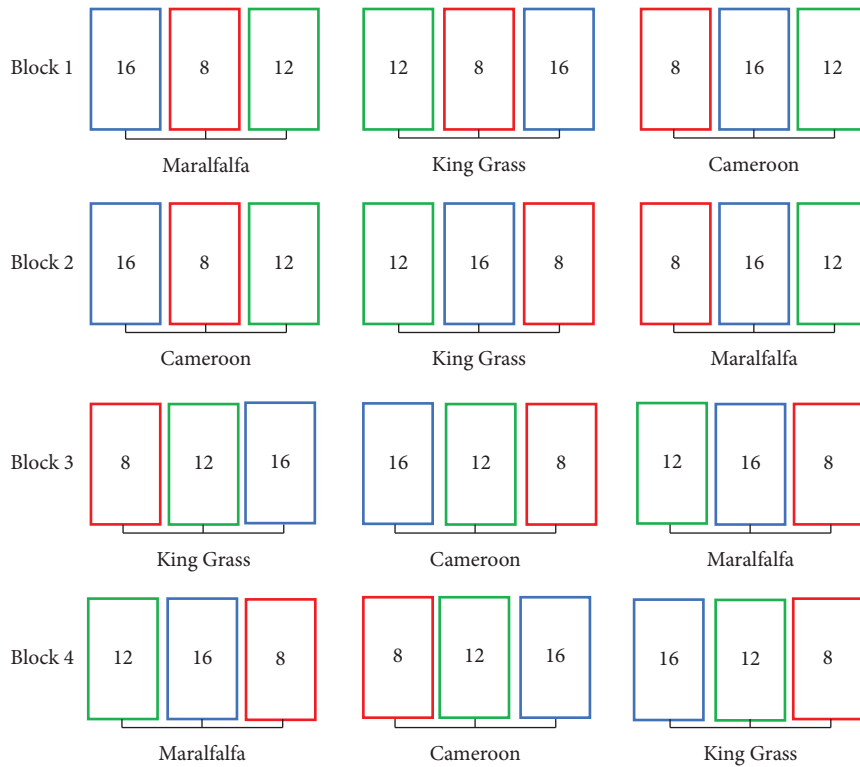 Block 1 16 8 12 12 8 16 8 16 12
Maralfalfa King Grass Cameroon
Block 2 16 8 12 12 16 8 8 16 12
Cameroon King Grass Maralfalfa
Block 3 8 12 16 16 12 8 12 16 8
King Grass Cameroon Maralfalfa
Block 4 12 16 8 8 12 16 16 12 8
Maralfalfa Cameroon King Grass